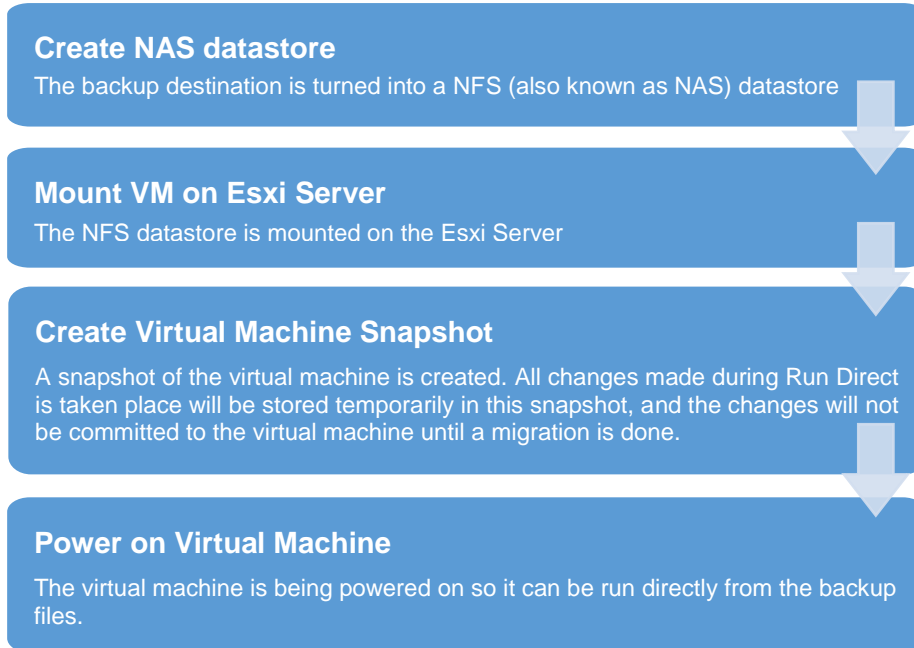 Create NAS datastore
The backup destination is turned into a NFS (also known as NAS) datastore
Mount VM on Esxi Server
The NFS datastore is mounted on the Esxi Server
Create Virtual Machine Snapshot
A snapshot of the virtual machine is created. All changes made during Run Direct
is taken place will be stored temporarily in this snapshot, and the changes will not
be committed to the virtual machine until a migration is done.
Power on Virtual Machine
The virtual machine is being powered on so it can be run directly from the backup
files.